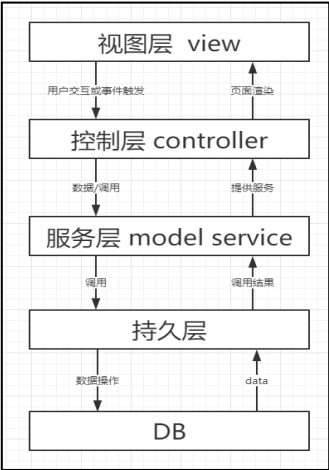 视图层 view
用户交互或事件触发
页面渲染
控制层 controller
数据/调用
提供服务
服务层 model service
调用
调用结果
持久层
数据操作
data
DB